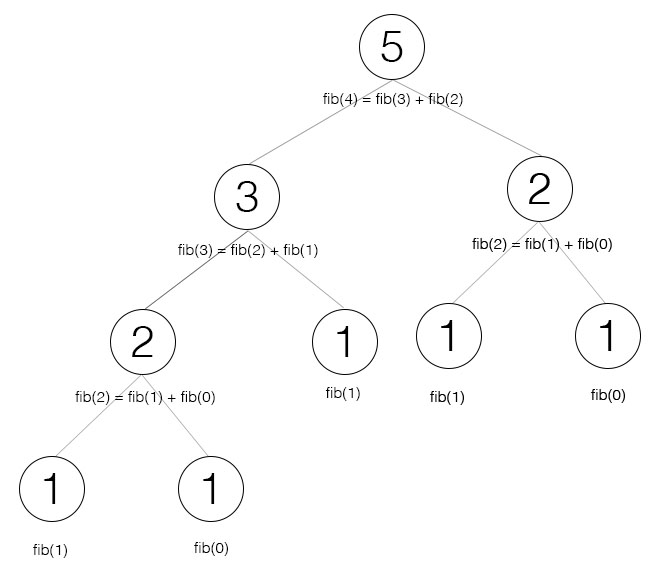 5
fib(4) = fib(3) + fib(2)
3
2
fib(3) = fib(2) + fib(1)
fib(2) = fib(1) + fib(0)
2
1
1
1
fib(2) = fib(1) + fib(0)
fib(1)
fib(1)
fib(0)
1
1
fib(1)
fib(0)